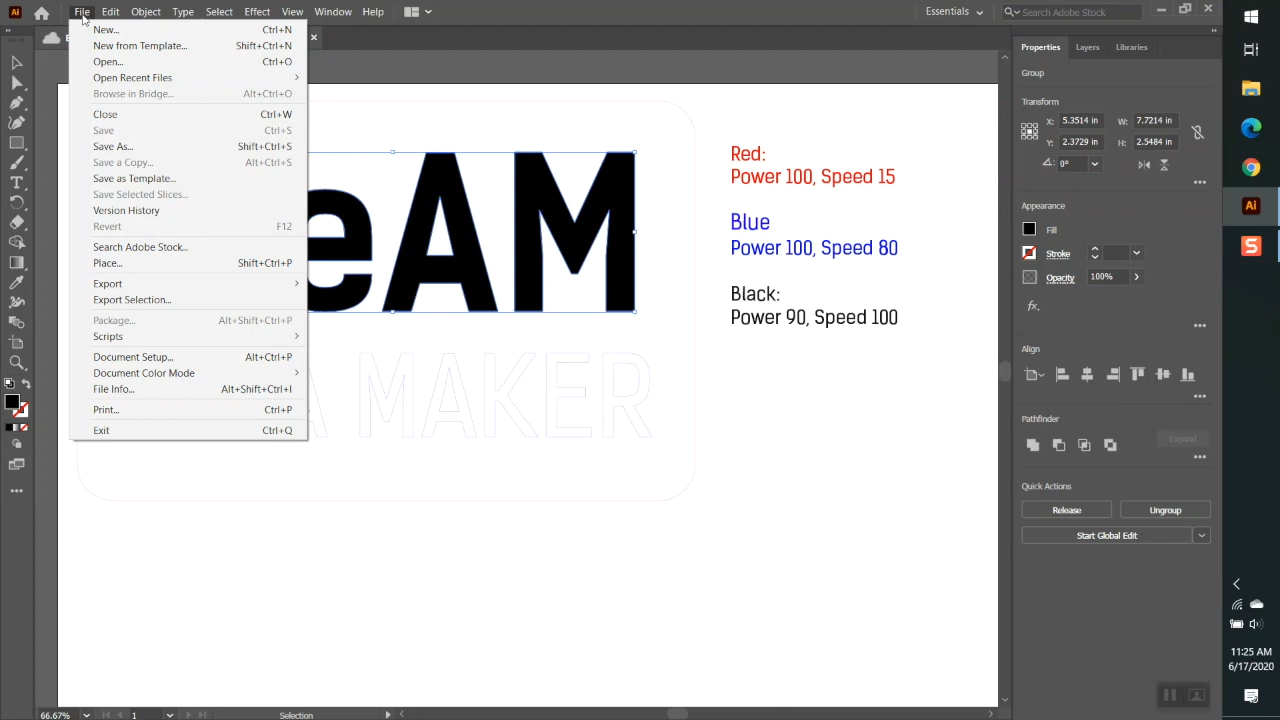 Ai File Edit Object Type Select Effect View Window Help Essentials Search Adobe Stock
New... Ctrl+N
New from Template... Shift+Ctrl+N
Open... Ctrl+O
Open Recent Files
Browse in Bridge... Alt+Ctrl+O
Close Ctrl+W
Save Ctrl+S
Save As... Shift+Ctrl+S
Save a Copy... Alt+Ctrl+S
Save as Template...
Save Selected Slices...
Version History
Revert F12
Search Adobe Stock...
Place... Shift+Ctrl+P
Export
Export Selection...
Package... Alt+Shift+Ctrl+P
Scripts
Document Setup... Alt+Ctrl+P
Document Color Mode
File Info... Alt+Shift+Ctrl+I
Print... Ctrl+P
Exit Ctrl+Q
eAM
A MAKER
Red:
Power 100, Speed 15
Blue
Power 100, Speed 80
Black:
Power 90, Speed 100
Properties Layers Libraries
Group
Transform
X: 5.3514 in W: 7.7214 in
Y: 2.3729 in H: 2.5484 in
0°
Appearance
Fill
Stroke
Opacity 100%
fx.
Align
Pathfinder
Expand
Quick Actions
Release Ungroup
Start Global Edit
66.67% 1 Selection
Ai
S
11:25 AM
6/17/2020